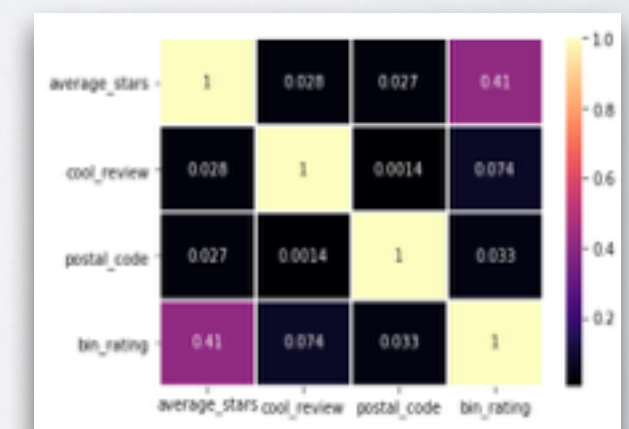 1.0
average_stars 1 0.028 0.027 0.41
0.8
cool_review 0.028 1 0.0014 0.074
0.6
postal_code 0.027 0.0014 1 0.033
0.4
0.2
bin_rating 0.41 0.074 0.033 1
average_stars cool_review postal_code bin_rating